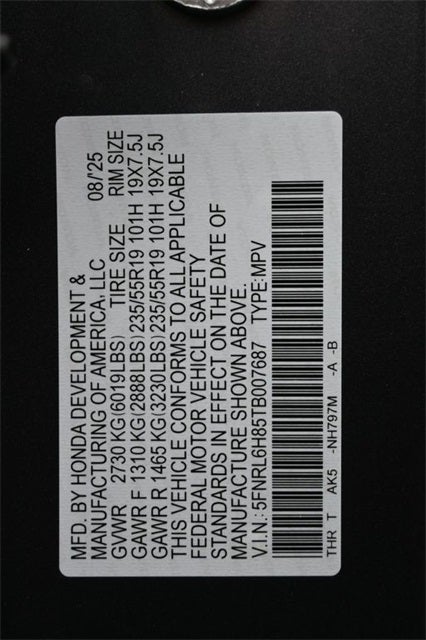 MFD. BY HONDA DEVELOPMENT &
MANUFACTURING OF AMERICA, LLC 08/'25
GVWR 2730 KG(6019LBS) TIRE SIZE RIM SIZE
GAWR F 1310 KG(2888LBS) 235/55R19 101H 19X7.5J
GAWR R 1465 KG(3230LBS) 235/55R19 101H 19X7.5J
THIS VEHICLE CONFORMS TO ALL APPLICABLE
FEDERAL MOTOR VEHICLE SAFETY
STANDARDS IN EFFECT ON THE DATE OF
MANUFACTURE SHOWN ABOVE.
V.I.N.: 5FNRL6H85TB007687 TYPE:MPV
THR T AK5 -NH797M -A -B